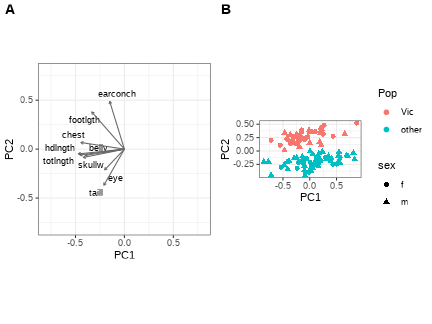 A
B
earconch
footlgth
chest
hdlngth
belly
totlngth
skullw
eye
tail
0.5
0.0
-0.5
PC2
-0.5
0.0
0.5
PC1
0.50
0.25
0.00
-0.25
PC2
-0.5
0.0
0.5
PC1
Pop
Vic
other
sex
f
m